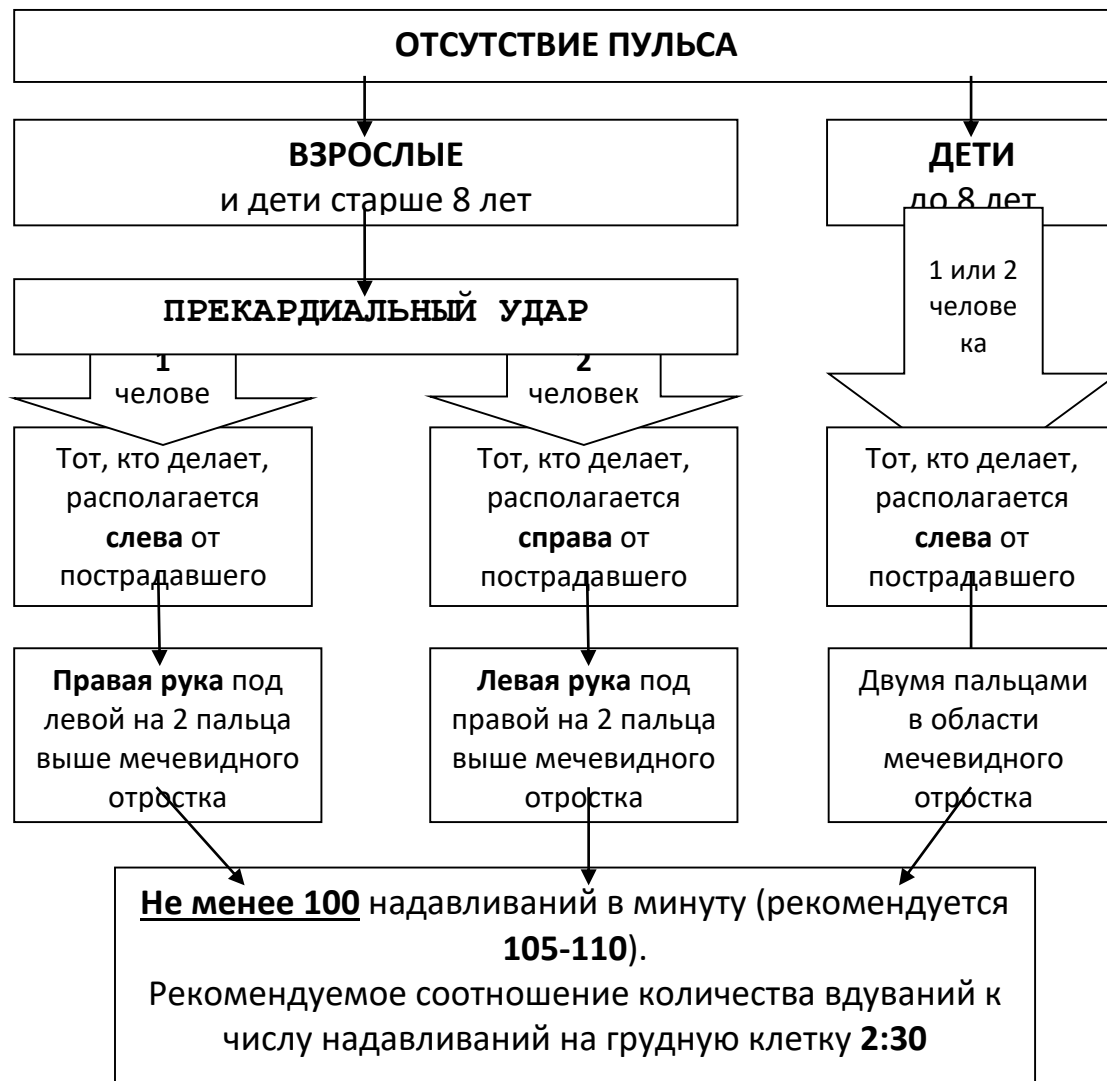 ОТСУТСТВИЕ ПУЛЬСА
ВЗРОСЛЫЕ
и дети старше 8 лет
ДЕТИ
до 8 лет
ПРЕКАРДИАЛЬНЫЙ УДАР
1
челове
2
человек
1 или 2
челове
ка
Тот, кто делает,
располагается
слева от
пострадавшего
Тот, кто делает,
располагается
справа от
пострадавшего
Тот, кто делает,
располагается
слева от
пострадавшего
Правая рука под
левой на 2 пальца
выше мечевидного
отростка
Левая рука под
правой на 2 пальца
выше мечевидного
отростка
Двумя пальцами
в области
мечевидного
отростка
Не менее 100 надавливаний в минуту (рекомендуется
105-110).
Рекомендуемое соотношение количества вдуваний к
числу надавливаний на грудную клетку 2:30